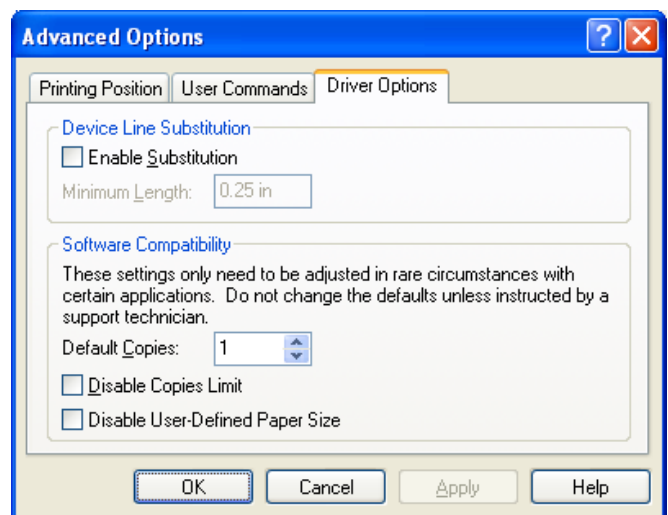 Advanced Options
?
Printing Position User Commands Driver Options
Device Line Substitution
Enable Substitution
Minimum Length: 0.25 in
Software Compatibility
These settings only need to be adjusted in rare circumstances with
certain applications. Do not change the defaults unless instructed by a
support technician.
Default Copies: 1
Disable Copies Limit
Disable User-Defined Paper Size
OK Cancel Apply Help